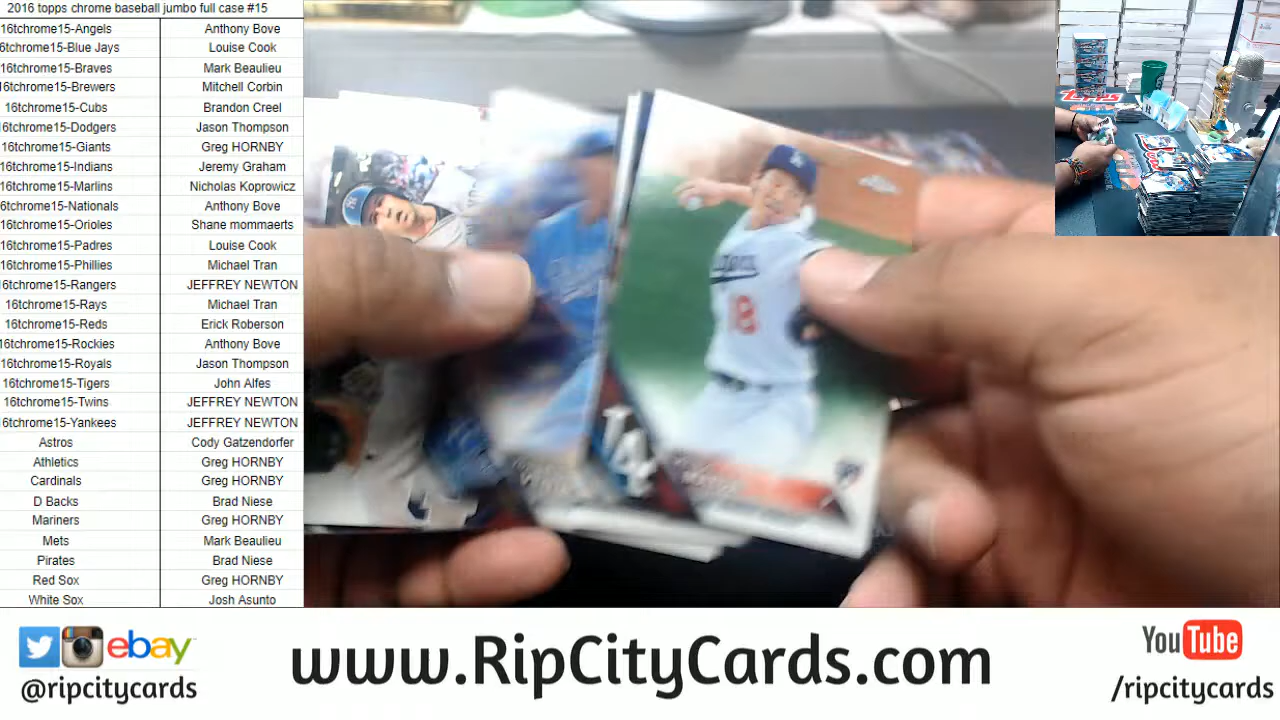 2016 topps chrome baseball jumbo full case #15
16tchrome15-Angels Anthony Bove
6tchrome15-Blue Jays Louise Cook
16tchrome15-Braves Mark Beaulieu
16tchrome15-Brewers Mitchell Corbin
16tchrome15-Cubs Brandon Creel
16tchrome15-Dodgers Jason Thompson
16tchrome15-Giants Greg HORNBY
16tchrome15-Indians Jeremy Graham
16tchrome15-Marlins Nicholas Koprowicz
16tchrome15-Nationals Anthony Bove
16tchrome15-Orioles Shane mommaerts
16tchrome15-Padres Louise Cook
16tchrome15-Phillies Michael Tran
16tchrome15-Rangers JEFFREY NEWTON
16tchrome15-Rays Michael Tran
16tchrome15-Reds Erick Roberson
16tchrome15-Rockies Anthony Bove
16tchrome15-Royals Jason Thompson
16tchrome15-Tigers John Alfes
16tchrome15-Twins JEFFREY NEWTON
16tchrome15-Yankees JEFFREY NEWTON
Astros Cody Gatzendorfer
Athletics Greg HORNBY
Cardinals Greg HORNBY
D Backs Brad Niese
Mariners Greg HORNBY
Mets Mark Beaulieu
Pirates Brad Niese
Red Sox Greg HORNBY
White Sox Josh Asunto
18
Topps
ebay
@ripcitycards
www.RipCityCards.com
YouTube
/ripcitycards